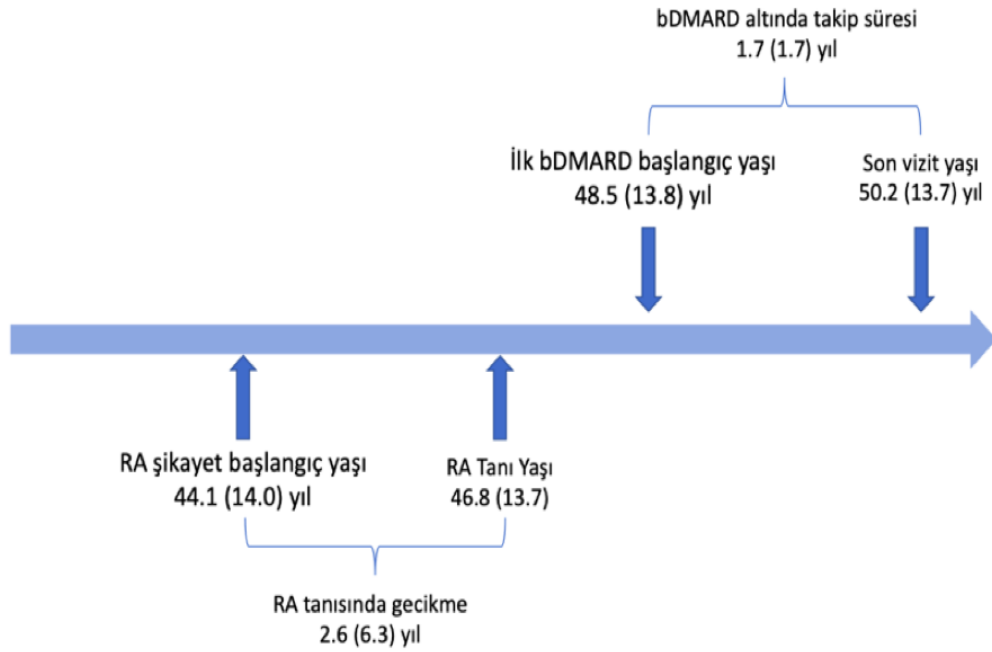 bDMARD altında takip süresi
1.7 (1.7) yıl
İlk bDMARD başlangıç yaşı
48.5 (13.8) yıl
Son vizit yaşı
50.2 (13.7) yıl
RA şikayet başlangıç yaşı
44.1 (14.0) yıl
RA Tanı Yaşı
46.8 (13.7)
RA tanısında gecikme
2.6 (6.3) yıl